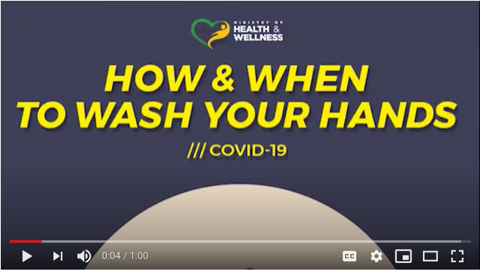 MINISTRY OF
HEALTH &
WELLNESS
HOW & WHEN
TO WASH YOUR HANDS
/// COVID-19
0:04 / 1:00
CC